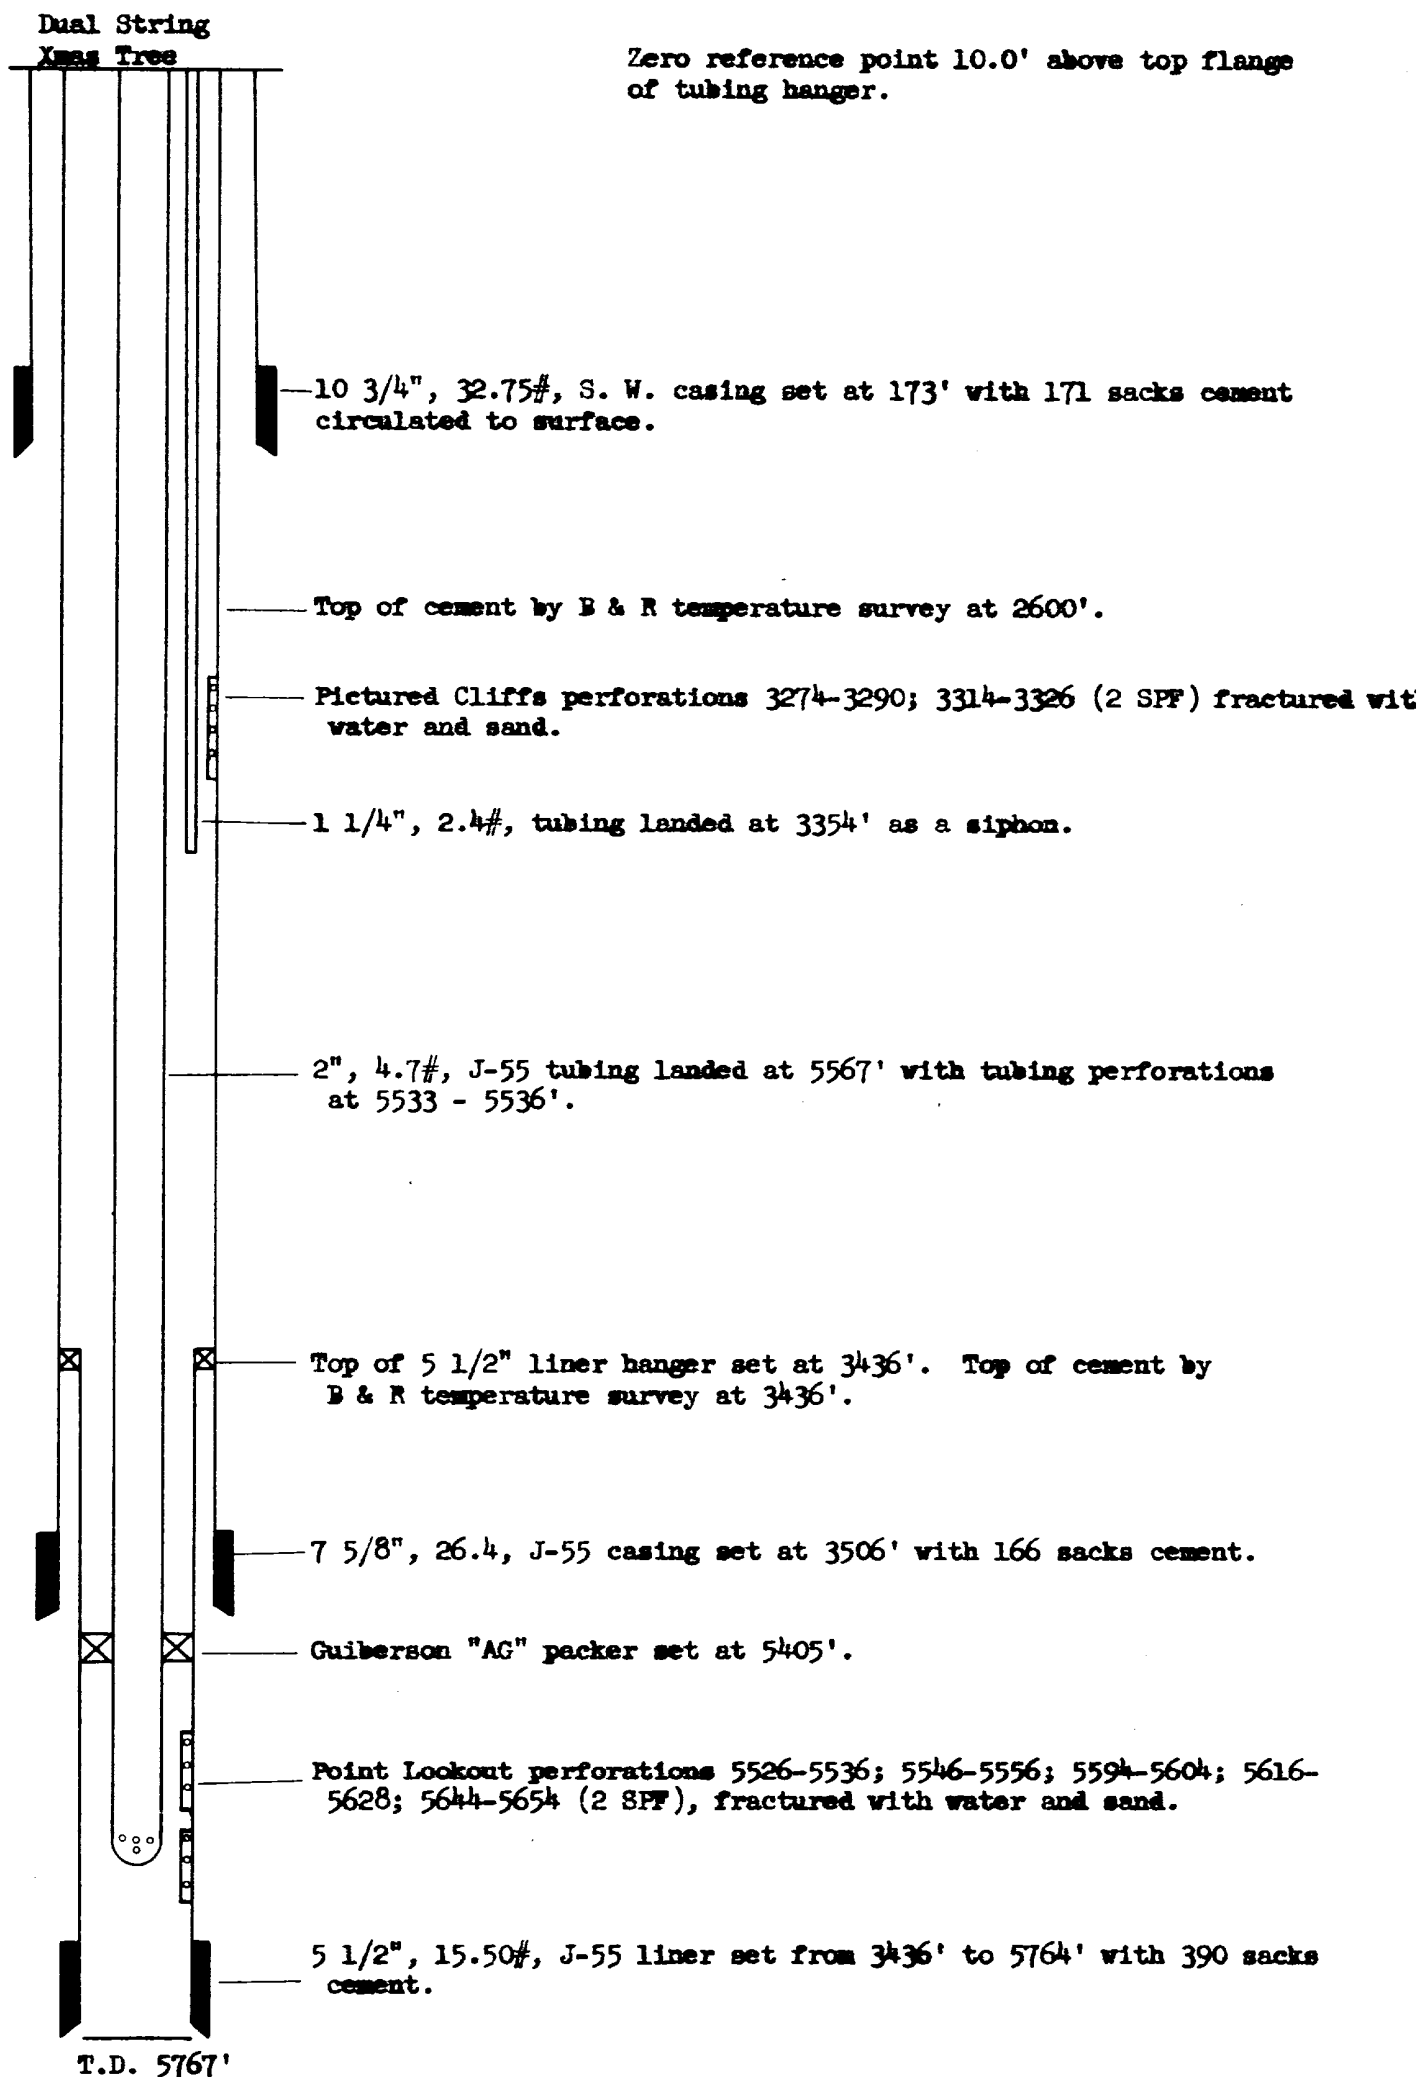 Dual String
Xmas Tree
Zero reference point 10.0' above top flange
of tubing hanger.
10 3/4", 32.75#, S. W. casing set at 173' with 171 sacks cement
circulated to surface.
Top of cement by B & R temperature survey at 2600'.
Pictured Cliffs perforations 3274-3290; 3314-3326 (2 SPF) fractured wit
water and sand.
1 1/4", 2.4#, tubing landed at 3354' as a siphon.
2", 4.7#, J-55 tubing landed at 5567' with tubing perforations
at 5533 - 5536'.
Top of 5 1/2" liner hanger set at 3436'. Top of cement by
B & R temperature survey at 3436'.
7 5/8", 26.4, J-55 casing set at 3506' with 166 sacks cement.
Guiberson "AG" packer set at 5405'.
Point Lookout perforations 5526-5536; 5546-5556; 5594-5604; 5616-
5628; 5644-5654 (2 SPF), fractured with water and sand.
5 1/2", 15.50#, J-55 liner set from 3436' to 5764' with 390 sacks
cement.
T.D. 5767'